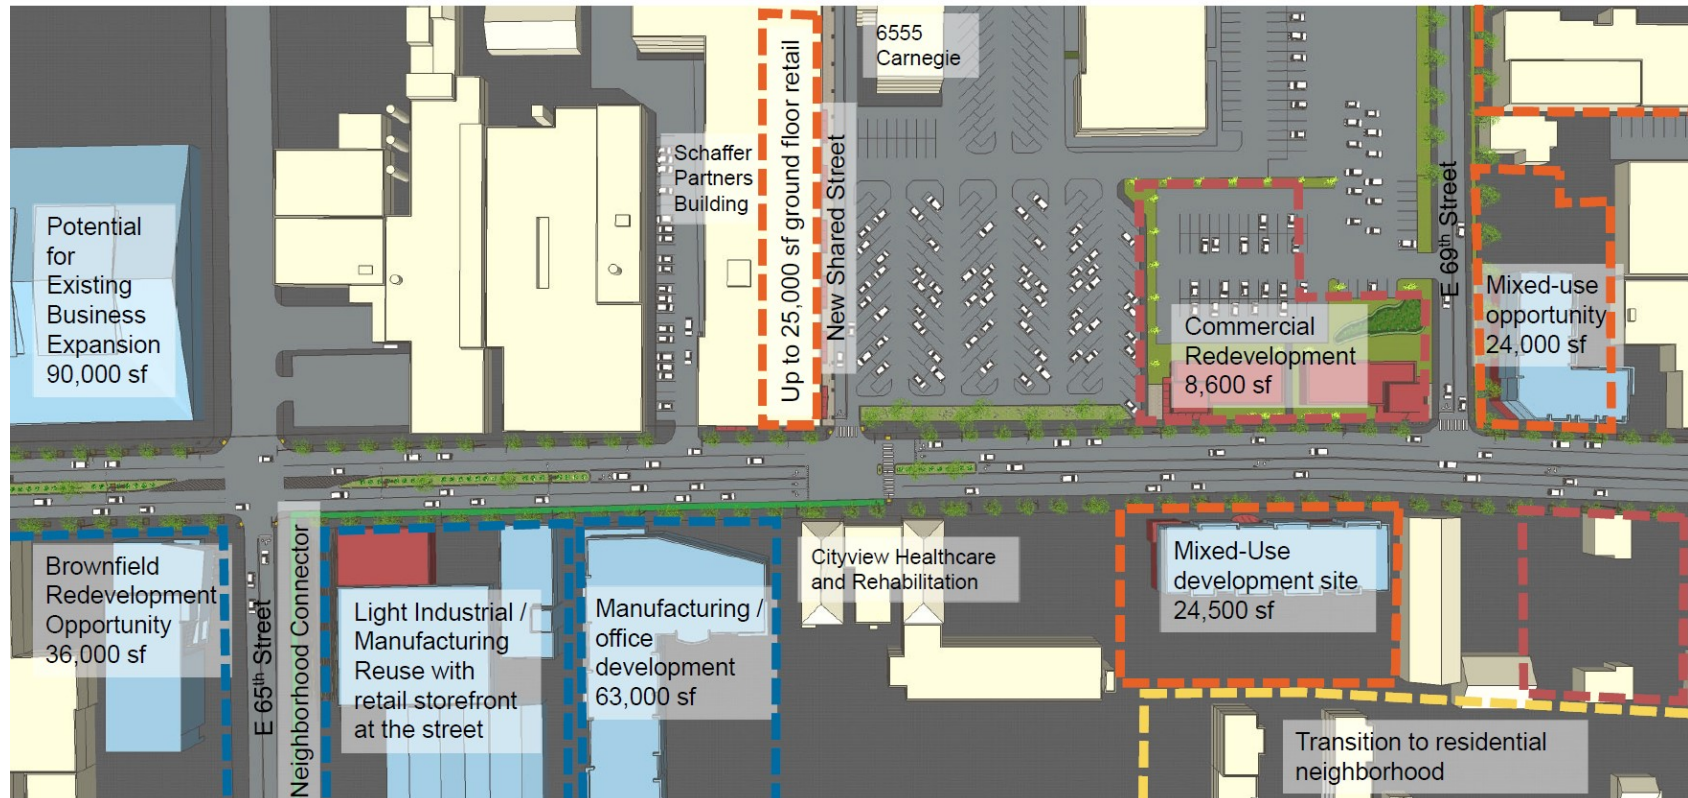 6555
Carnegie
Schaffer
Partners
Building
Up to 25,000 sf ground floor retail
New Shared Street
E 69th Street
Potential
for
Existing
Business
Expansion
90,000 sf
Commercial
Redevelopment
8,600 sf
Mixed-use
opportunity
24,000 sf
Brownfield
Redevelopment
Opportunity
36,000 sf
E 65th Street
Neighborhood Connector
Light Industrial /
Manufacturing
Reuse with
retail storefront
at the street
Manufacturing /
office
development
63,000 sf
Cityview Healthcare
and Rehabilitation
Mixed-Use
development site
24,500 sf
Transition to residential
neighborhood